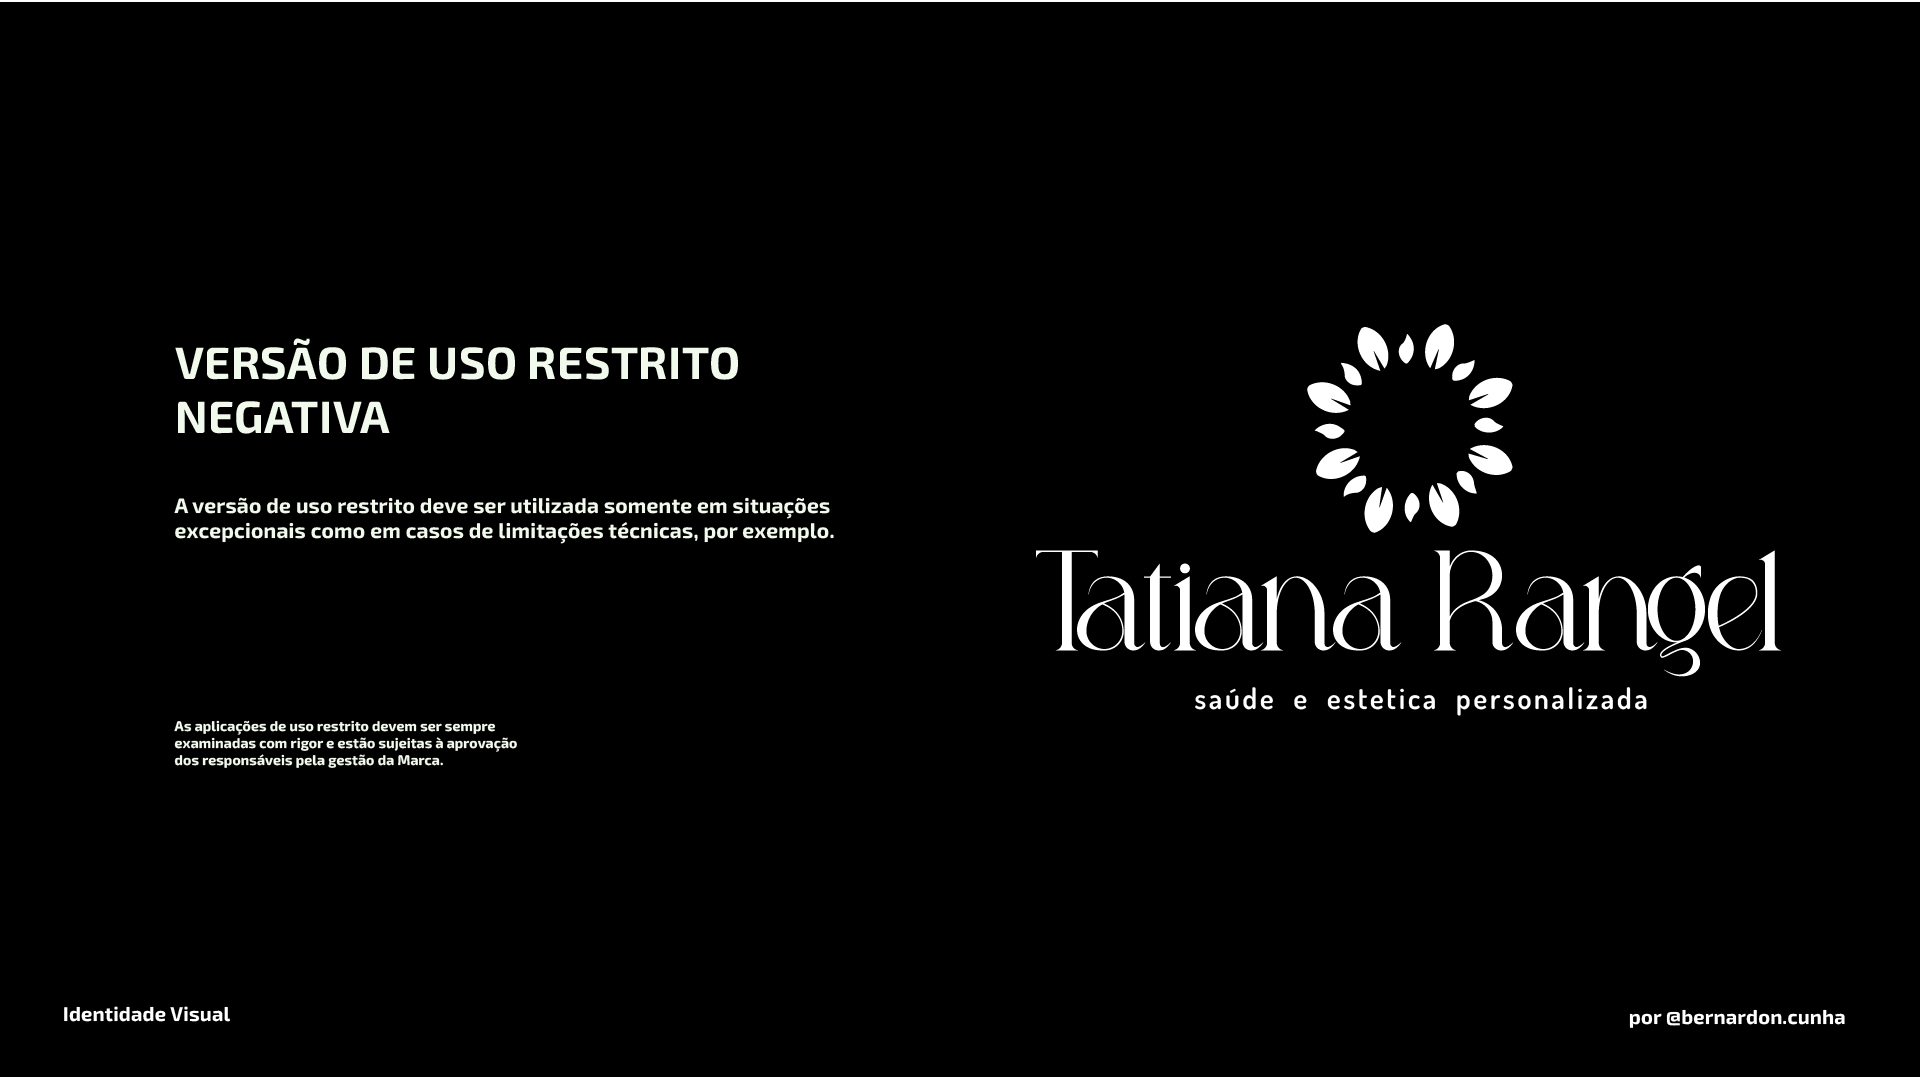 VERSÃO DE USO RESTRITO
NEGATIVA
A versão de uso restrito deve ser utilizada somente em situações
excepcionais como em casos de limitações técnicas, por exemplo.
As aplicações de uso restrito devem ser sempre
examinadas com rigor e estão sujeitas à aprovação
dos responsáveis pela gestão da Marca.
Tatiana Rangel
saúde e estetica personalizada
Identidade Visual
por @bernardon.cunha